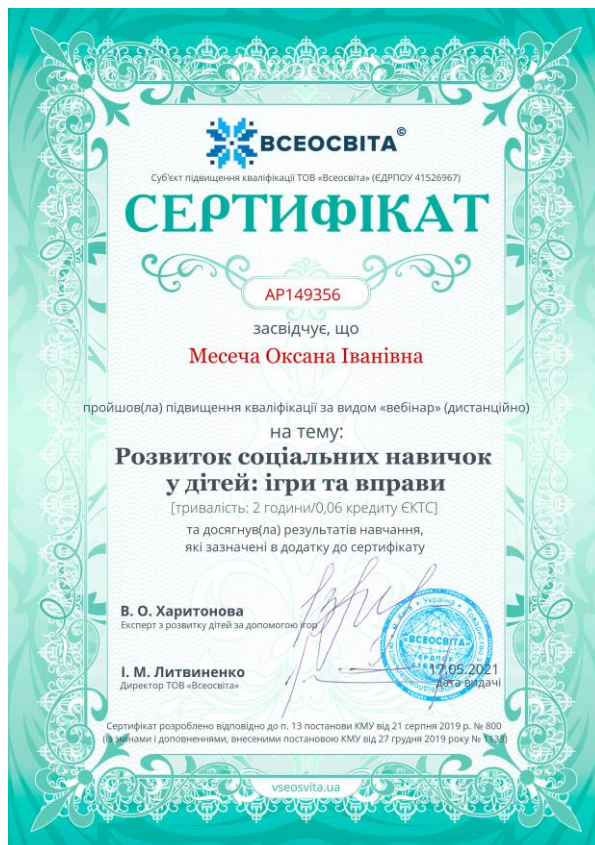 ВСЕОСВІТА©
Суб'єкт підвищення кваліфікації ТОВ «Всеосвіта» (ЄДРПОУ 41526967)
СЕРТИФІКАТ
АР149356
засвідчує, що
Месеча Оксана Іванівна
пройшов(ла) підвищення кваліфікації за видом «вебінар» (дистанційно)
на тему:
Розвиток соціальних навичок
у дітей: ігри та вправи
[тривалість: 2 години/0,06 кредиту ЄКТС]
та досягнув(ла) результатів навчання,
які зазначені в додатку до сертифікату
В. О. Харитонова
Експерт з розвитку дітей за допомогою ігор
І. М. Литвиненко
Директор ТОВ «Всеосвіта»
Україна
«ВСЕОСВІТА»
17.05.2021
дата видачі
Сертифікат розроблено відповідно до п. 13 постанови КМУ від 21 серпня 2019 р. № 800
(із змінами і доповненнями, внесеними постановою КМУ від 27 грудня 2019 року № 1133)
vseosvita.ua